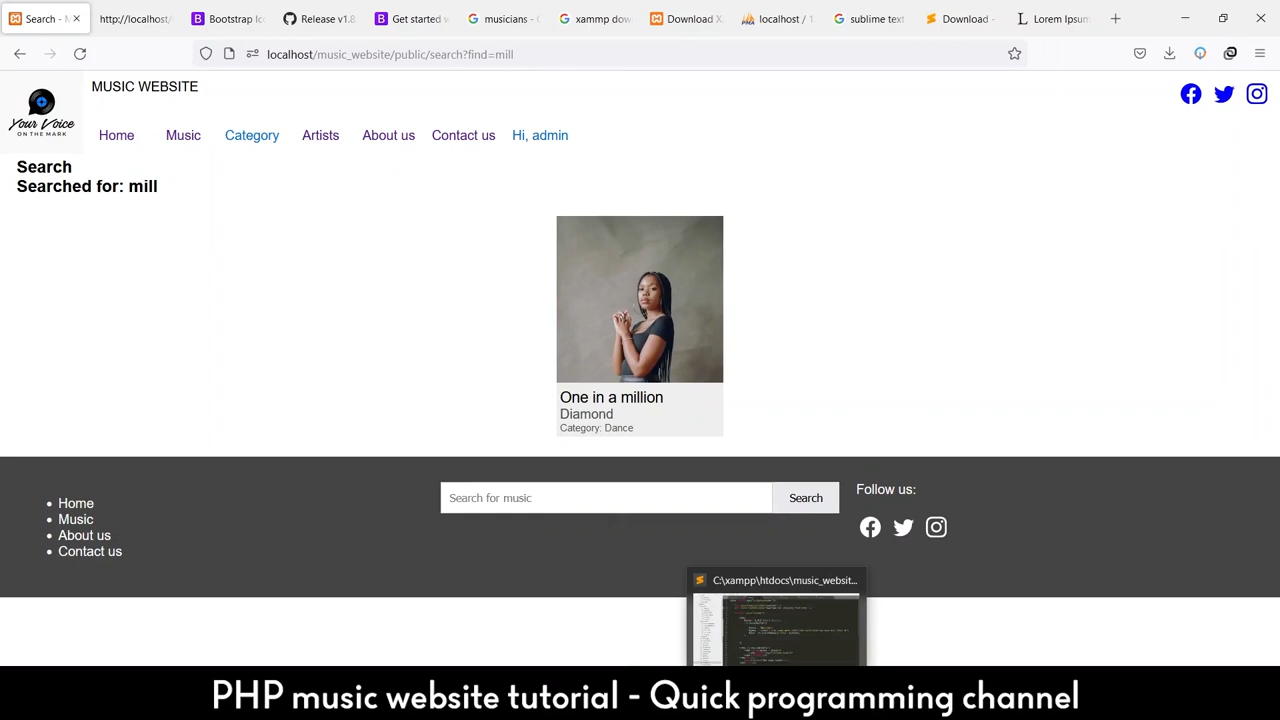 Search - M
http://localhost/
Bootstrap Ic
Release v1.8.
Get started w
musicians - G
xammp dow
Download X
localhost / 1
sublime text
Download -
Lorem Ipsum
localhost/music_website/public/search?find=mill
MUSIC WEBSITE
Your Voice
ON THE MARK
Home Music Category Artists About us Contact us Hi, admin
Search
Searched for: mill
One in a million
Diamond
Category: Dance
Home
Music
About us
Contact us
Search for music
Search
Follow us:
C:\xampp\htdocs\music_websit...
PHP music website tutorial - Quick programming channel